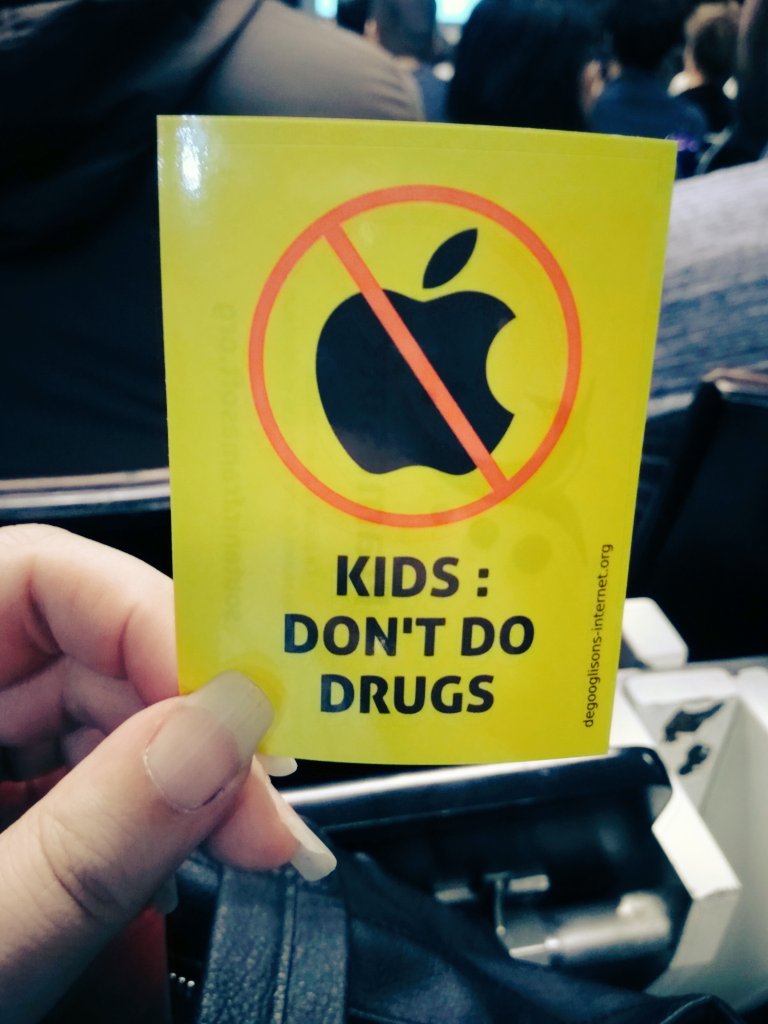 KIDS :
DON'T DO
DRUGS
degooglisons-internet.org